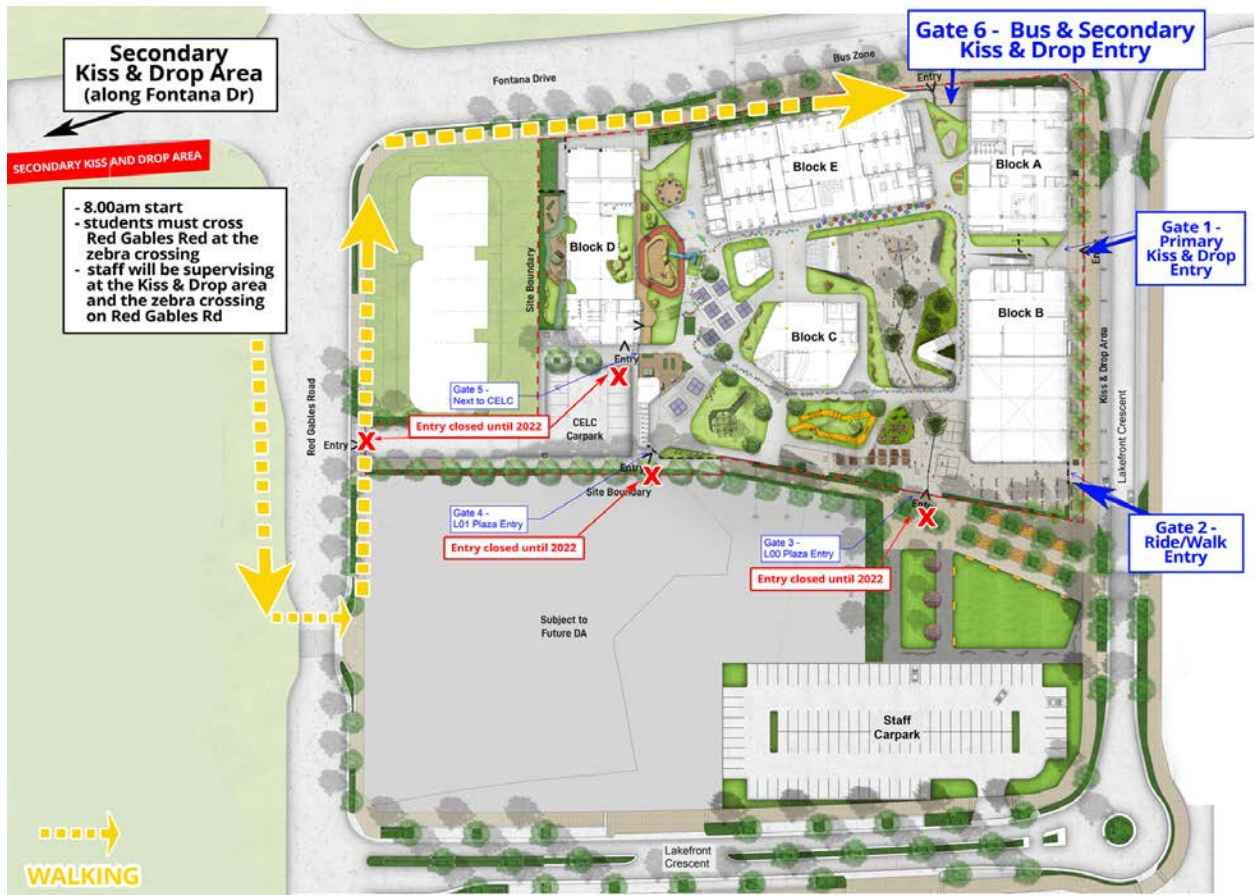 Secondary
Kiss & Drop Area
(along Fontana Dr)
SECONDARY KISS AND DROP AREA
- 8.00am start
- students must cross
Red Gables Red at the
zebra crossing
- staff will be supervising
at the Kiss & Drop area
and the zebra crossing
on Red Gables Rd
Gate 6 - Bus & Secondary
Kiss & Drop Entry
Fontana Drive
Bus Zone
Entry
Block A
Block E
Block D
Site Boundary
Gate 1 -
Primary
Kiss & Drop
Entry
Block B
Block C
Entry
Gate 5 -
Next to CELC
Entry closed until 2022
CELC
Carpark
Red Gables Road
Entry
Kiss & Drop Area
Lakefront Crescent
Entry
Site Boundary
Gate 4 -
L01 Plaza Entry
Entry closed until 2022
Entry
Gate 3 -
L00 Plaza Entry
Entry closed until 2022
Gate 2 -
Ride/Walk
Entry
Subject to
Future DA
Staff
Carpark
Lakefront
Crescent
WALKING